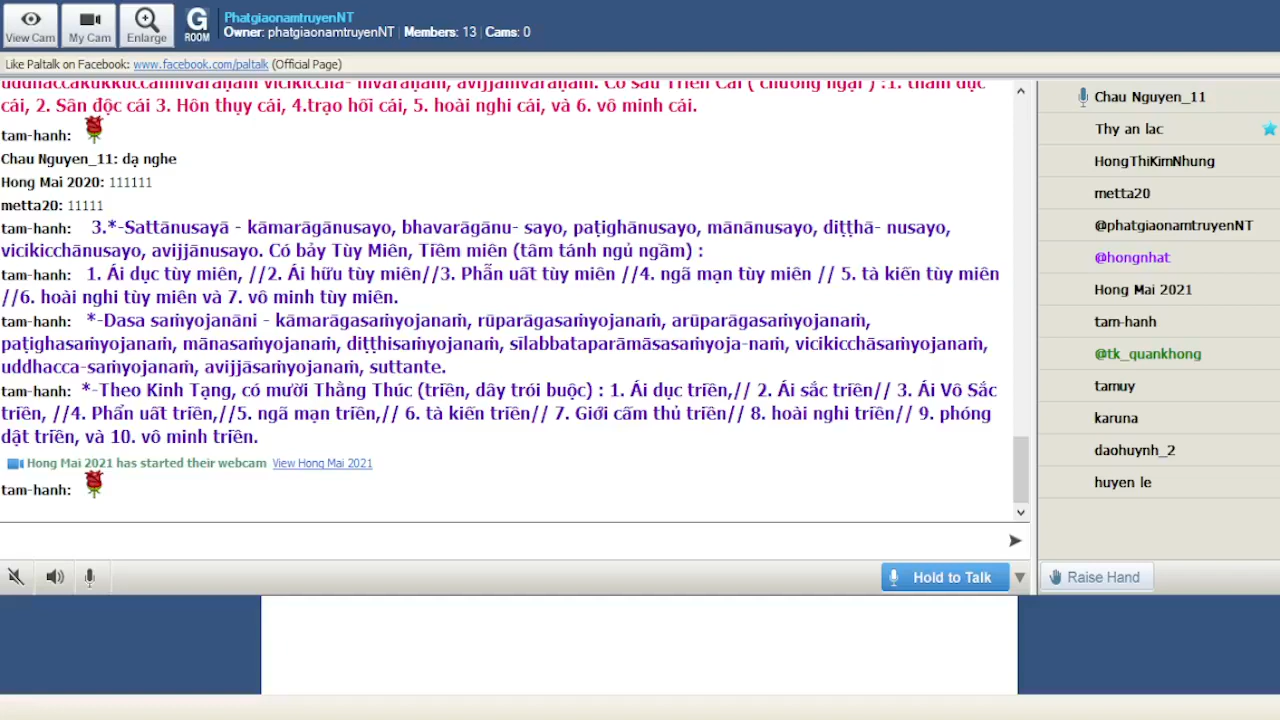 View Cam
My Cam
Enlarge
G
ROOM
PhatgiaonamtruyenNT
Owner: phatgiaonamtruyenNT | Members: 13 | Cams: 0
Like Paltalk on Facebook: www.facebook.com/paltalk (Official Page)
cái, 2. Sân độc cái 3. Hôn thụy cái, 4.trạo hối cái, 5. hoài nghi cái, và 6. vô minh cái.
tam-hanh:
Chau Nguyen_11: dạ nghe
Hong Mai 2020: 111111
metta20: 11111
tam-hanh: 3.*-Sattānusayā - kāmarāgānusayo, bhavarāgānu- sayo, paṭighānusayo, mānānusayo, diṭṭhā- nusayo,
vicikicchānusayo, avijjānusayo. Có bảy Tùy Miên, Tiềm miên (tâm tánh ngủ ngầm) :
tam-hanh: 1. Ái dục tùy miên, //2. Ái hữu tùy miên//3. Phẫn uất tùy miên //4. ngã mạn tùy miên // 5. tà kiến tùy miên
//6. hoài nghi tùy miên và 7. vô minh tùy miên.
tam-hanh: *-Dasa saṁyojanāni - kāmarāgasaṁyojanaṁ, rūparāgasaṁyojanaṁ, arūparāgasaṁyojanaṁ,
paṭighasaṁyojanaṁ, mānasaṁyojanaṁ, diṭṭhisaṁyojanaṁ, sīlabbataparāmāsasaṁyoja-naṁ, vicikicchāsaṁyojanaṁ,
uddhacca-saṁyojanaṁ, avijjāsaṁyojanaṁ, suttante.
tam-hanh: *-Theo Kinh Tạng, có mười Thằng Thúc (triền, dây trói buộc) : 1. Ái dục triền,// 2. Ái sắc triền// 3. Ái Vô Sắc
triền, //4. Phẩn uất triền,//5. ngã mạn triền,// 6. tà kiến triền// 7. Giới cấm thủ triền// 8. hoài nghi triền// 9. phóng
dật triền, và 10. vô minh triền.
Hong Mai 2021 has started their webcam View Hong Mai 2021
tam-hanh:
Hold to Talk
Chau Nguyen_11
Thy an lac
HongThiKimNhung
metta20
@phatgiaonamtruyenNT
@hongnhat
Hong Mai 2021
tam-hanh
@tk_quankhong
tamuy
karuna
daohuynh_2
huyen le
Raise Hand